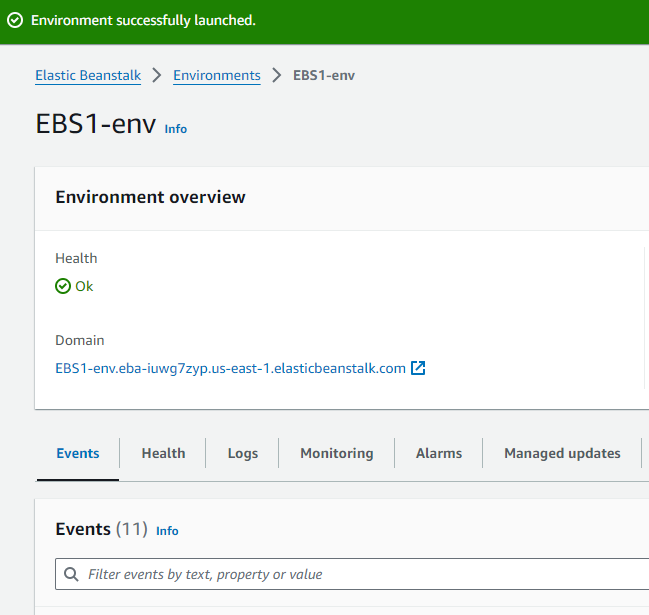 Environment successfully launched.
Elastic Beanstalk > Environments > EBS1-env
EBS1-env Info
Environment overview
Health
Ok
Domain
EBS1-env.eba-iuwg7zyp.us-east-1.elasticbeanstalk.com
Events Health Logs Monitoring Alarms Managed updates
Events (11) Info
Filter events by text, property or value